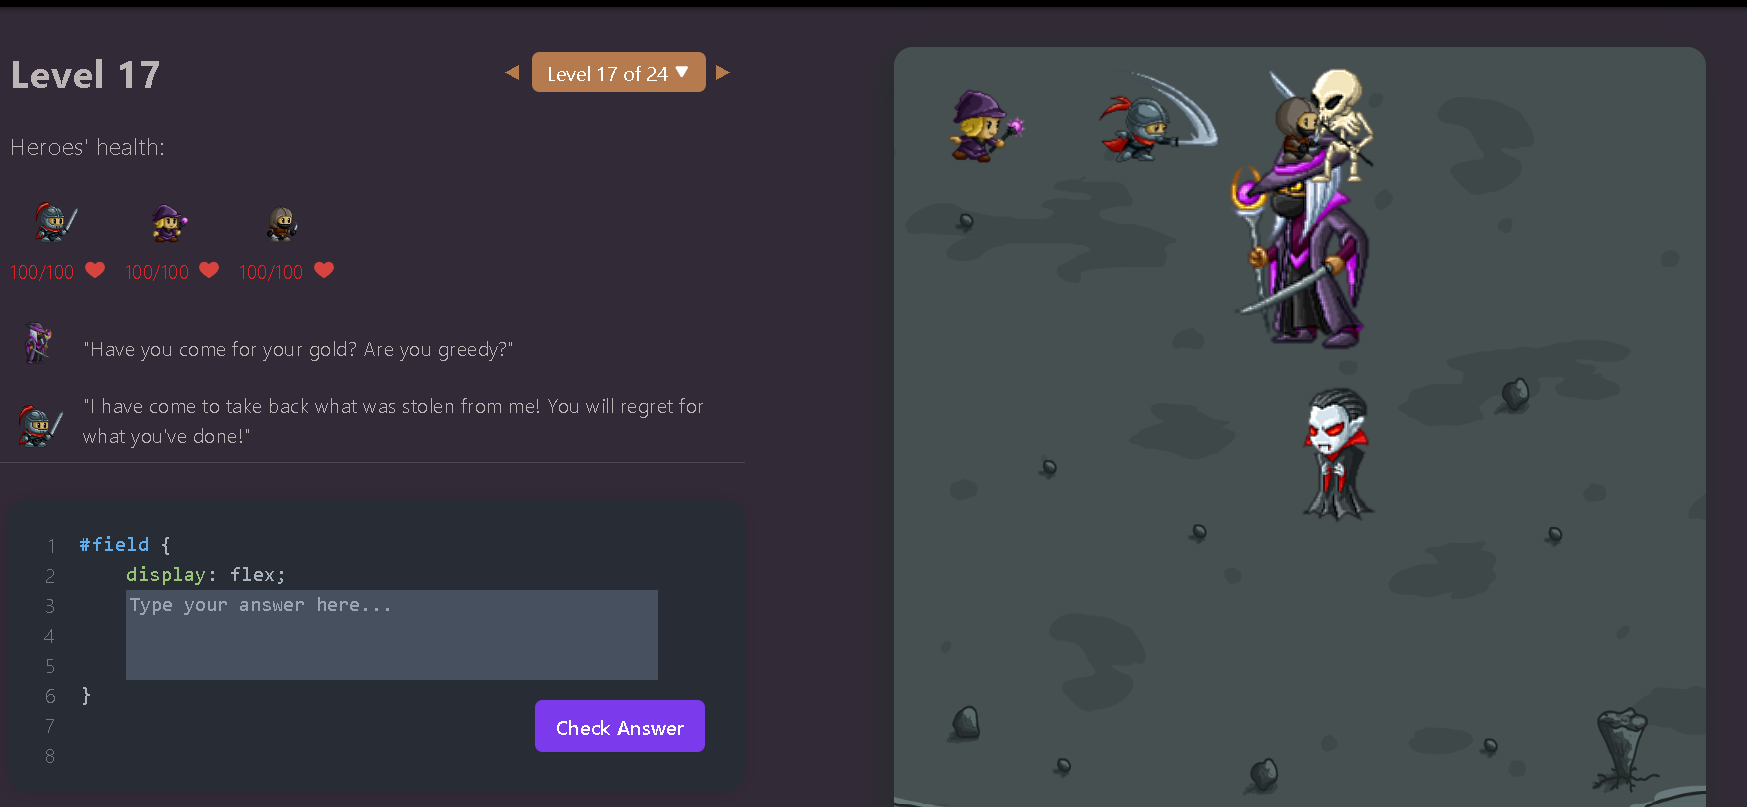 Level 17
Level 17 of 24
Heroes' health:
100/100 100/100 100/100
"Have you come for your gold? Are you greedy?"
"I have come to take back what was stolen from me! You will regret for
what you've done!"
1 #field {
2 display: flex;
3 Type your answer here...
4
5
6 }
7
8
Check Answer